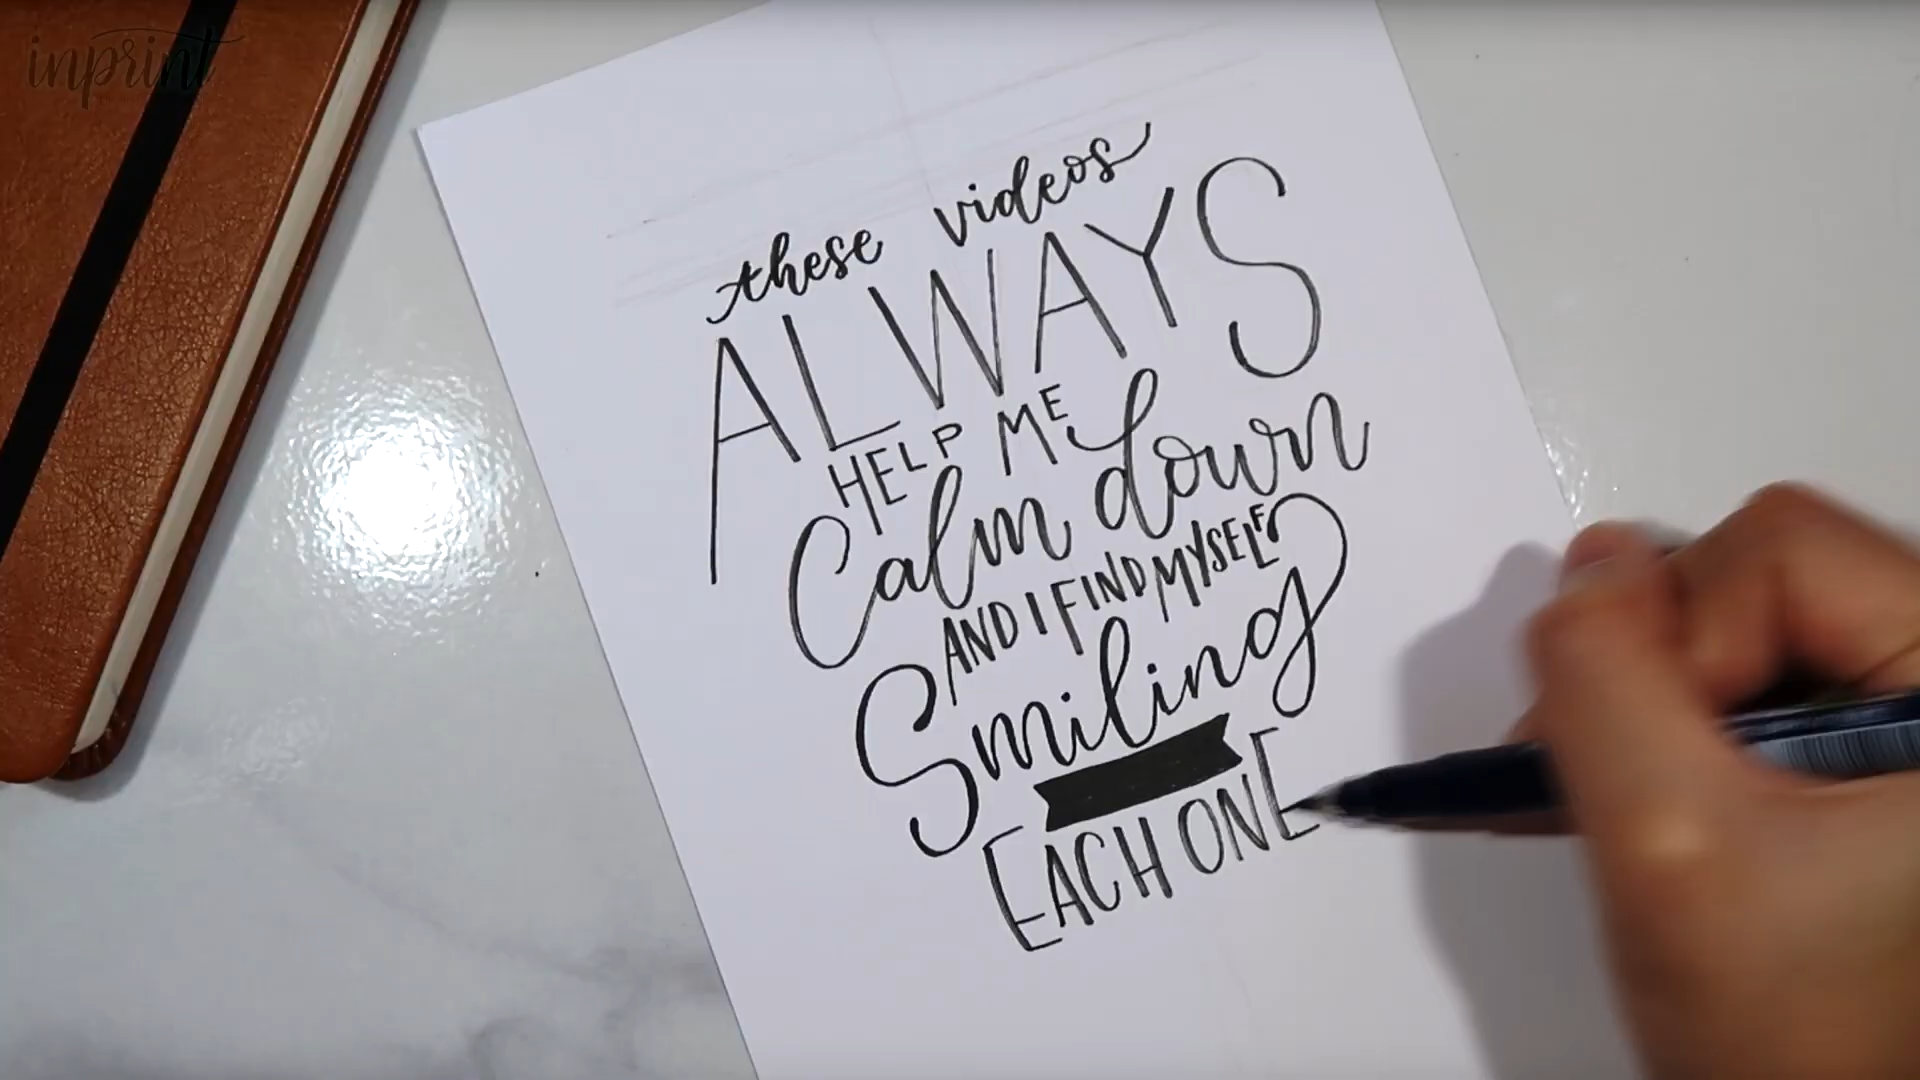 inprint
these videos
ALWAYS
HELP ME
Calm down
AND I FIND MYSELF
Smiling
EACH ONE